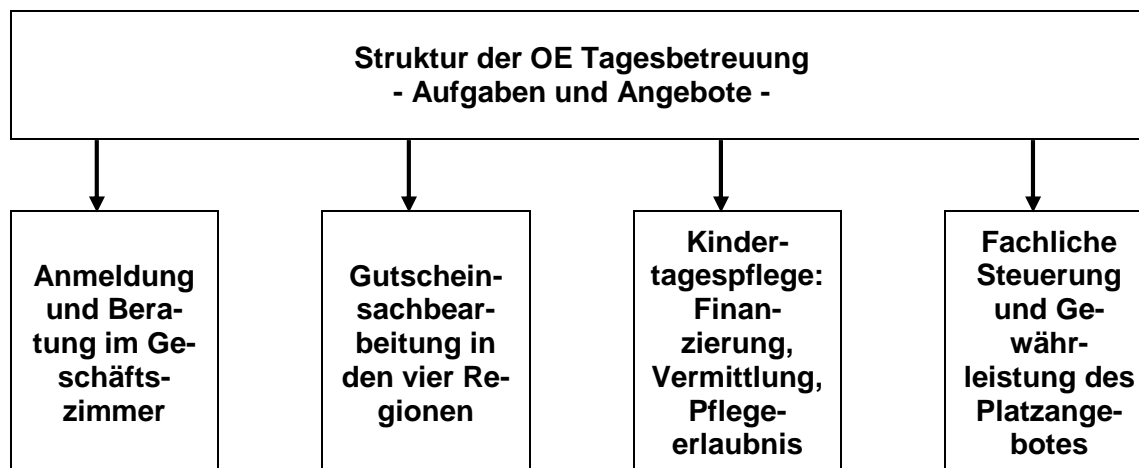 Struktur der OE Tagesbetreuung
- Aufgaben und Angebote -
Anmeldung
und Bera-
tung im Ge-
schäfts-
zimmer
Gutschein-
sachbear-
beitung in
den vier Re-
gionen
Kinder-
tagespflege:
Finan-
zierung,
Vermittlung,
Pflege-
erlaubnis
Fachliche
Steuerung
und Ge-
währ-
leistung des
Platzange-
botes